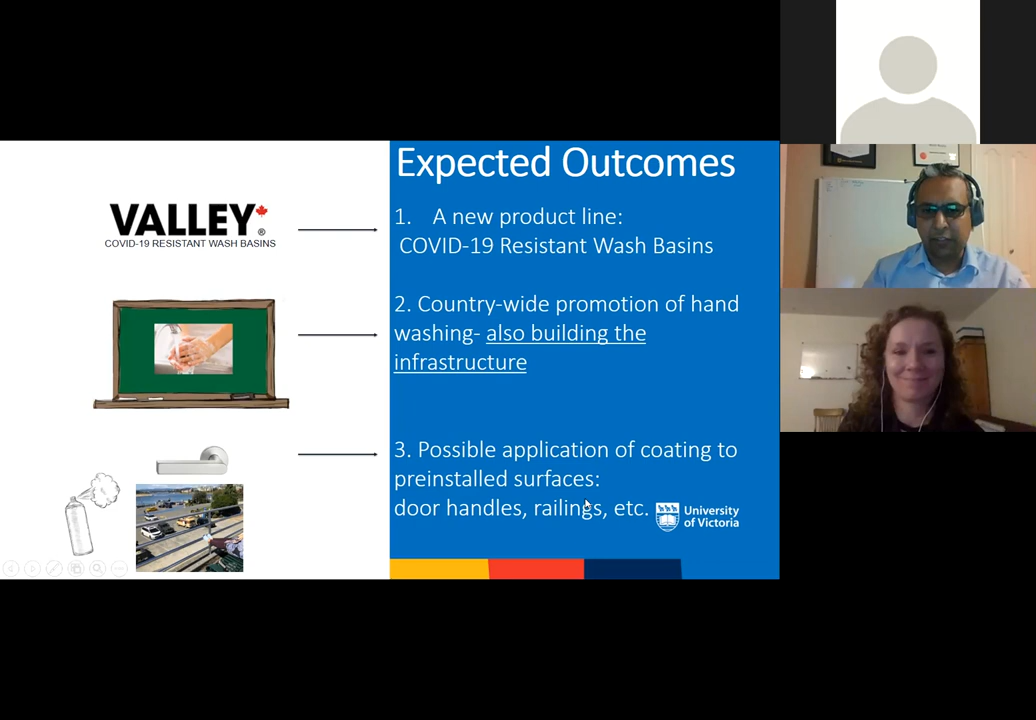 Expected Outcomes
VALLEY®
COVID-19 RESISTANT WASH BASINS
1. A new product line:
COVID-19 Resistant Wash Basins
2. Country-wide promotion of hand
washing- also building the
infrastructure
3. Possible application of coating to
preinstalled surfaces:
door handles, railings, etc.
University
of Victoria